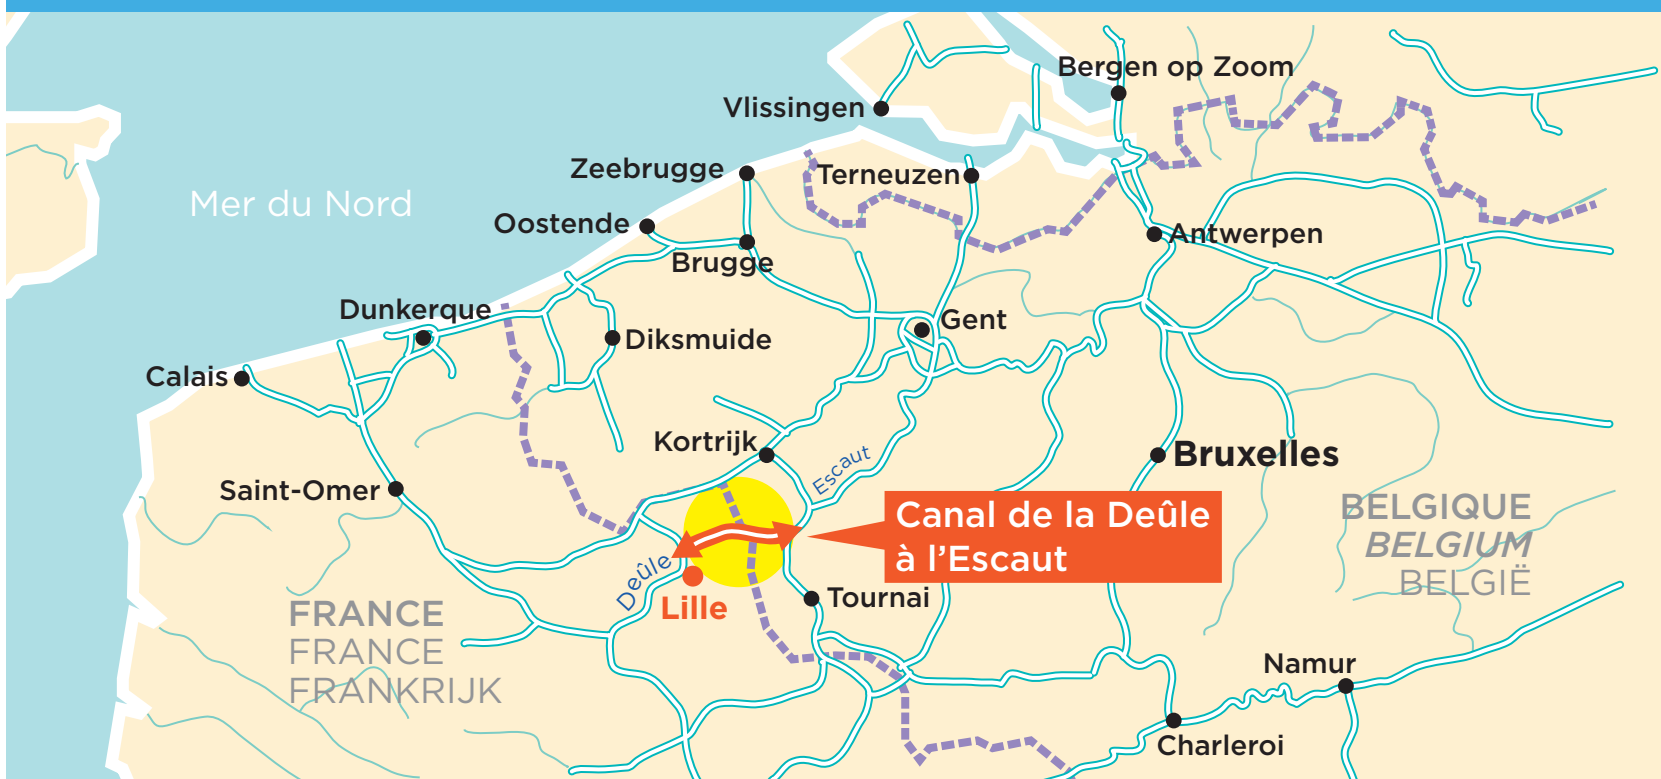 Bergen op Zoom
Vlissingen
Zeebrugge
Terneuzen
Mer du Nord
Oostende
Antwerpen
Brugge
Dunkerque
Gent
Diksmuide
Calais
Kortrijk
Escaut
Bruxelles
Saint-Omer
Canal de la Deûle
à l'Escaut
BELGIQUE
BELGIUM
BELGIË
Deûle
Lille
Tournai
FRANCE
FRANCE
FRANKRIJK
Namur
Charleroi